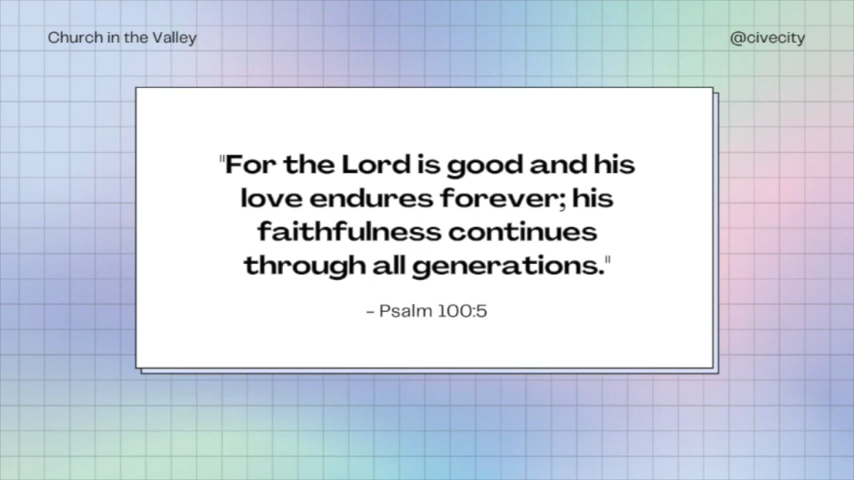 Church in the Valley
@civecity
"For the Lord is good and his
love endures forever; his
faithfulness continues
through all generations."
– Psalm 100:5